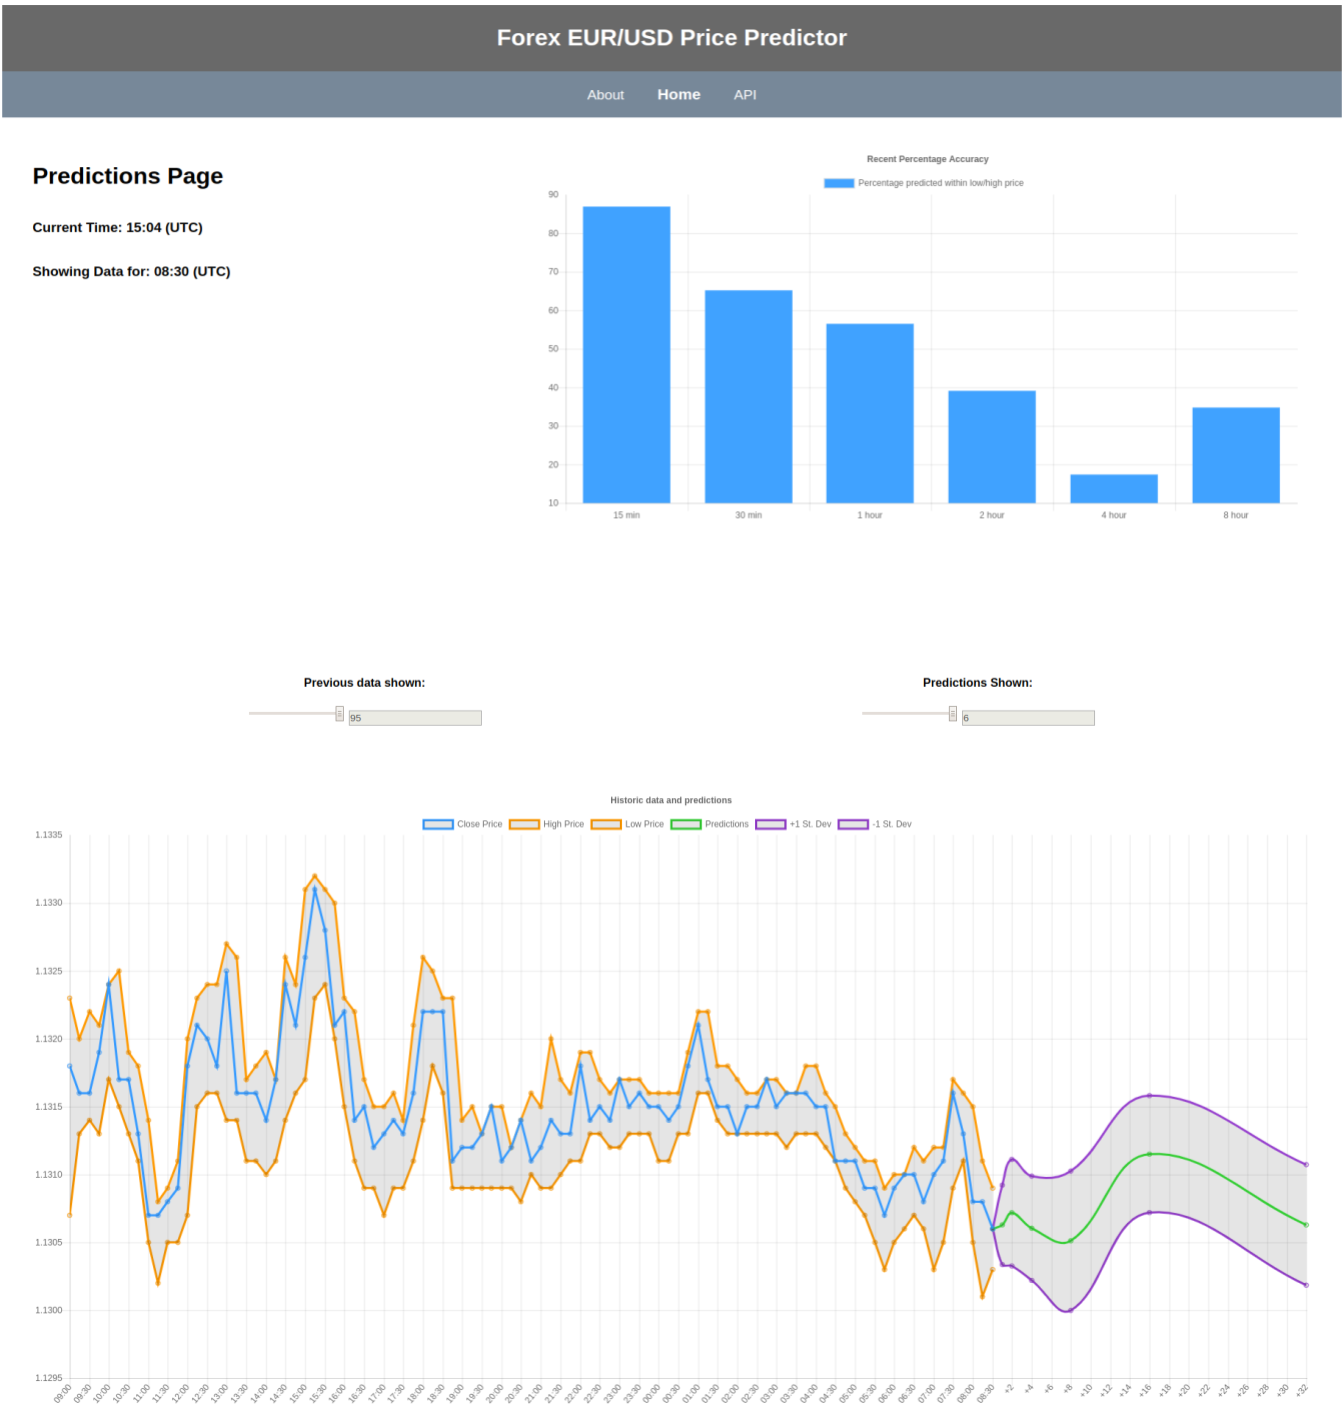 Forex EUR/USD Price Predictor
About Home API
Predictions Page
Current Time: 15:04 (UTC)
Showing Data for: 08:30 (UTC)
Recent Percentage Accuracy
Percentage predicted within low/high price
90
80
70
60
50
40
30
20
10
15 min 30 min 1 hour 2 hour 4 hour 8 hour
Previous data shown: Predictions Shown:
95 6
Historic data and predictions
Close Price High Price Low Price Predictions +1 St. Dev -1 St. Dev
1.1335
1.1330
1.1325
1.1320
1.1315
1.1310
1.1305
1.1300
1.1295
09:00 09:30 10:00 10:30 11:00 11:30 12:00 12:30 13:00 13:30 14:00 14:30 15:00 15:30 16:00 16:30 17:00 17:30 18:00 18:30 19:00 19:30 20:00 20:30 21:00 21:30 22:00 22:30 23:00 23:30 00:00 00:30 01:00 01:30 02:00 02:30 03:00 03:30 04:00 04:30 05:00 05:30 06:00 06:30 07:00 07:30 08:00 08:30 +2 +4 +6 +8 +10 +12 +14 +16 +18 +20 +22 +24 +26 +28 +30 +32